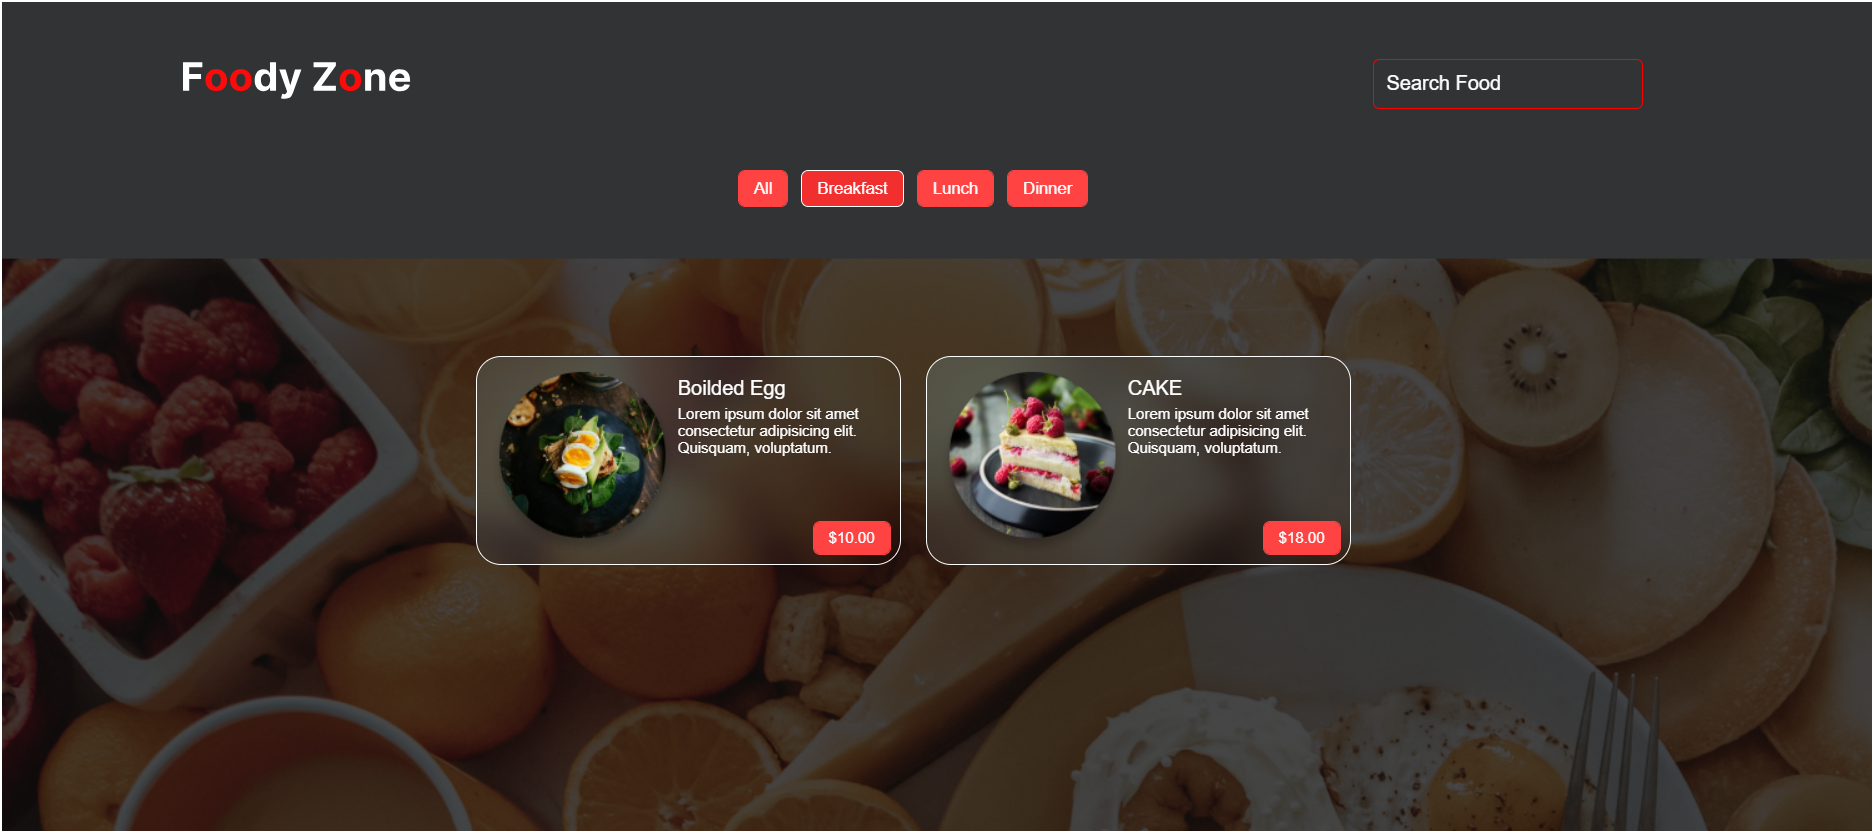 Foody Zone
Search Food
All
Breakfast
Lunch
Dinner
Boilded Egg
Lorem ipsum dolor sit amet
consectetur adipisicing elit.
Quisquam, voluptatum.
$10.00
CAKE
Lorem ipsum dolor sit amet
consectetur adipisicing elit.
Quisquam, voluptatum.
$18.00